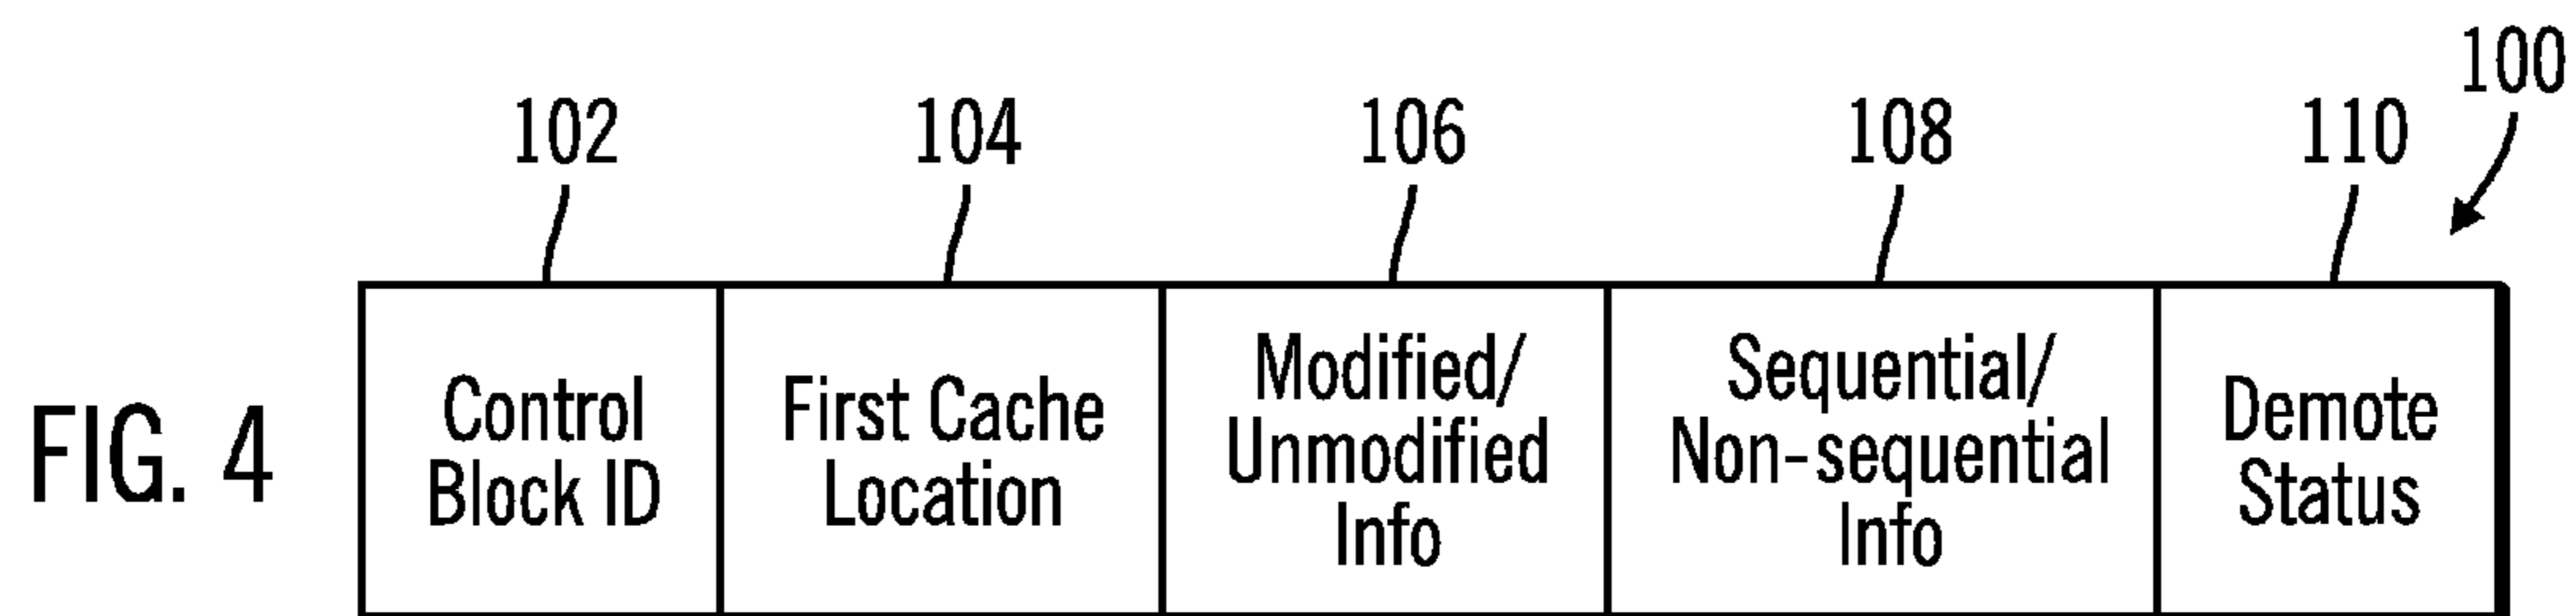 100
102
104
106
108
110
FIG. 4
Control
Block ID
First Cache
Location
Modified/
Unmodified
Info
Sequential/
Non-sequential
Info
Demote
Status